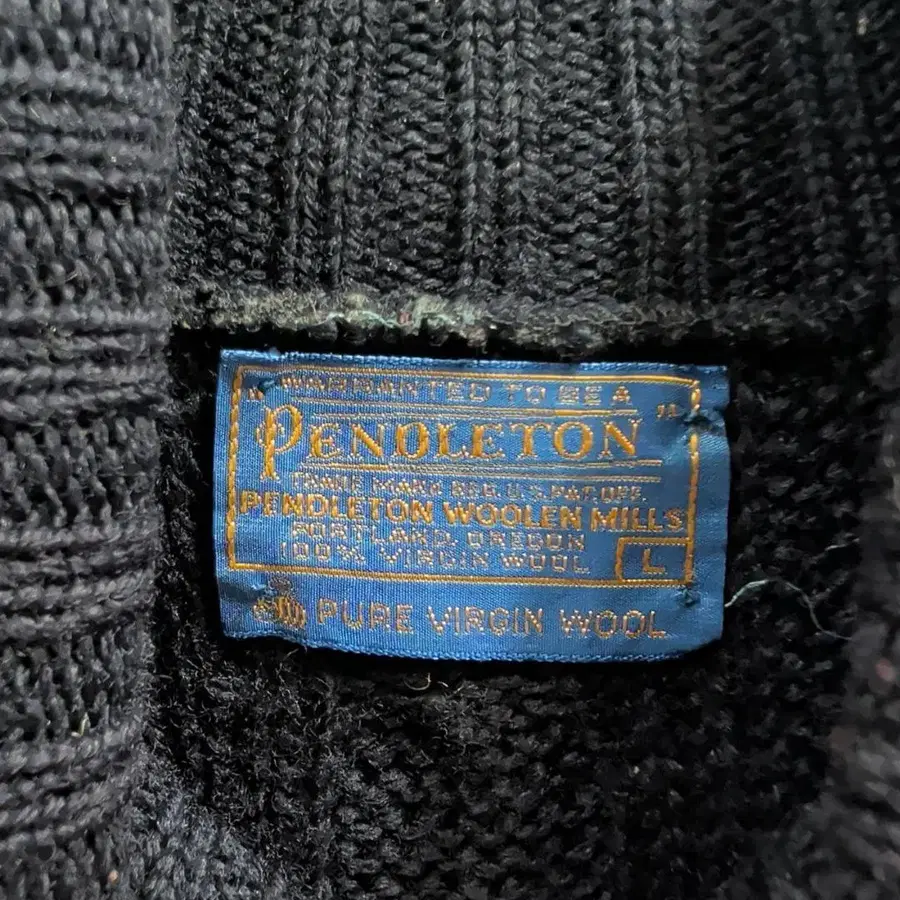 WARRANTED TO BE A
"PENDLETON"
TRADE MARK REG. U.S. PAT. OFF.
PENDLETON WOOLEN MILLS
PORTLAND, OREGON
100% VIRGIN WOOL L
PURE VIRGIN WOOL